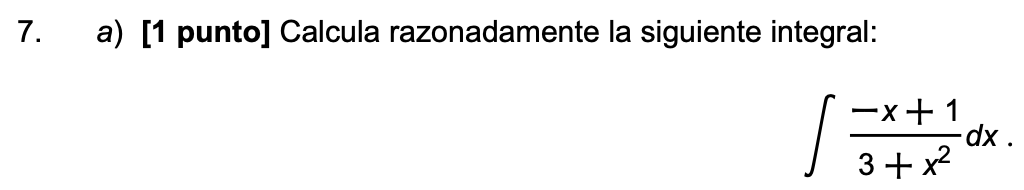 7. a) [1 punto] Calcula razonadamente la siguiente integral:
∫ (−x + 1)/(3 + x²) dx .